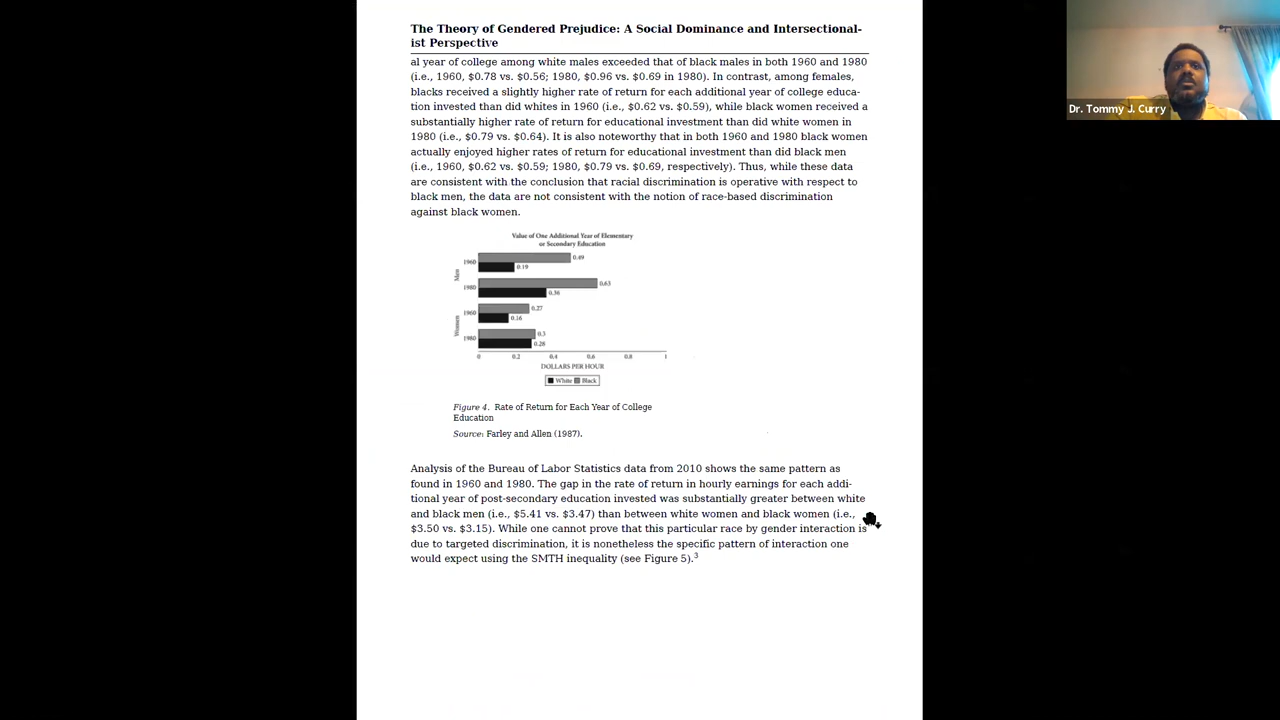 The Theory of Gendered Prejudice: A Social Dominance and Intersectional-
ist Perspective
al year of college among white males exceeded that of black males in both 1960 and 1980
(i.e., 1960, $0.78 vs. $0.56; 1980, $0.96 vs. $0.69 in 1980). In contrast, among females,
blacks received a slightly higher rate of return for each additional year of college educa-
tion invested than did whites in 1960 (i.e., $0.62 vs. $0.59), while black women received a
substantially higher rate of return for educational investment than did white women in
1980 (i.e., $0.79 vs. $0.64). It is also noteworthy that in both 1960 and 1980 black women
actually enjoyed higher rates of return for educational investment than did black men
(i.e., 1960, $0.62 vs. $0.59; 1980, $0.79 vs. $0.69, respectively). Thus, while these data
are consistent with the conclusion that racial discrimination is operative with respect to
black men, the data are not consistent with the notion of race-based discrimination
against black women.
Value of One Additional Year of Elementary
or Secondary Education
Men
1960
0.49
0.19
1980
0.63
0.36
Women
1960
0.27
0.16
1980
0.3
0.28
0 0.2 0.4 0.6 0.8 1
DOLLARS PER HOUR
White Black
Figure 4. Rate of Return for Each Year of College
Education
Source: Farley and Allen (1987).
Analysis of the Bureau of Labor Statistics data from 2010 shows the same pattern as
found in 1960 and 1980. The gap in the rate of return in hourly earnings for each addi-
tional year of post-secondary education invested was substantially greater between white
and black men (i.e., $5.41 vs. $3.47) than between white women and black women (i.e.,
$3.50 vs. $3.15). While one cannot prove that this particular race by gender interaction is
due to targeted discrimination, it is nonetheless the specific pattern of interaction one
would expect using the SMTH inequality (see Figure 5).3
Dr. Tommy J. Curry